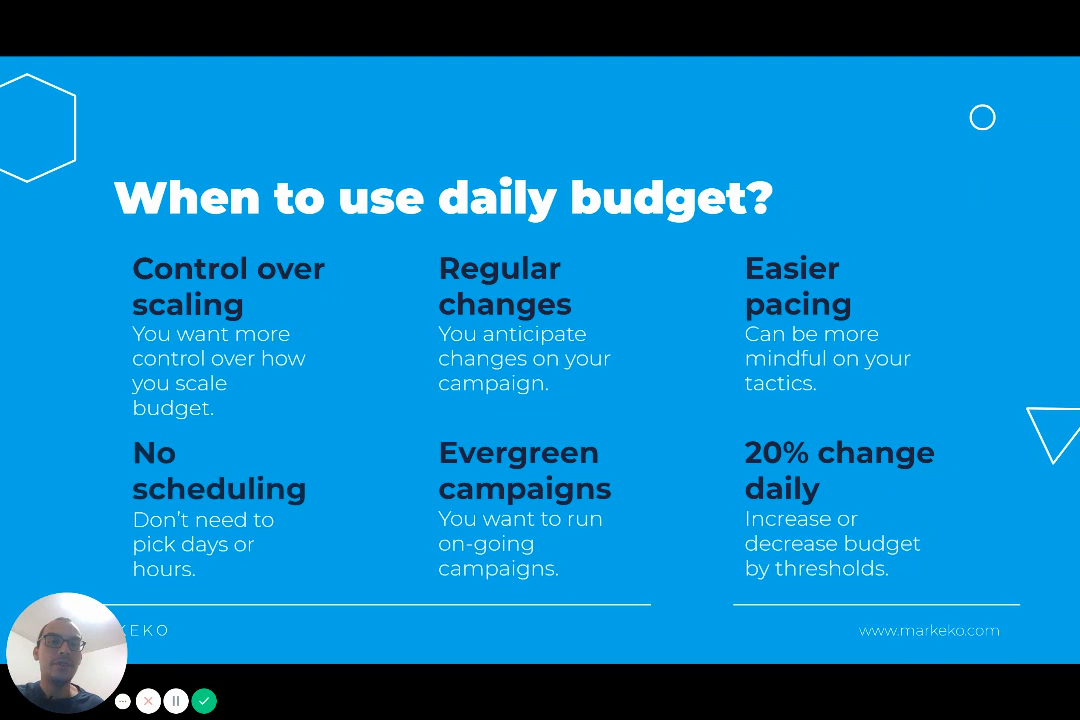 When to use daily budget?
Control over
scaling
You want more
control over how
you scale
budget.
Regular
changes
You anticipate
changes on your
campaign.
Easier
pacing
Can be more
mindful on your
tactics.
No
scheduling
Don't need to
pick days or
hours.
Evergreen
campaigns
You want to run
on-going
campaigns.
20% change
daily
Increase or
decrease budget
by thresholds.
KEKO
www.markeko.com